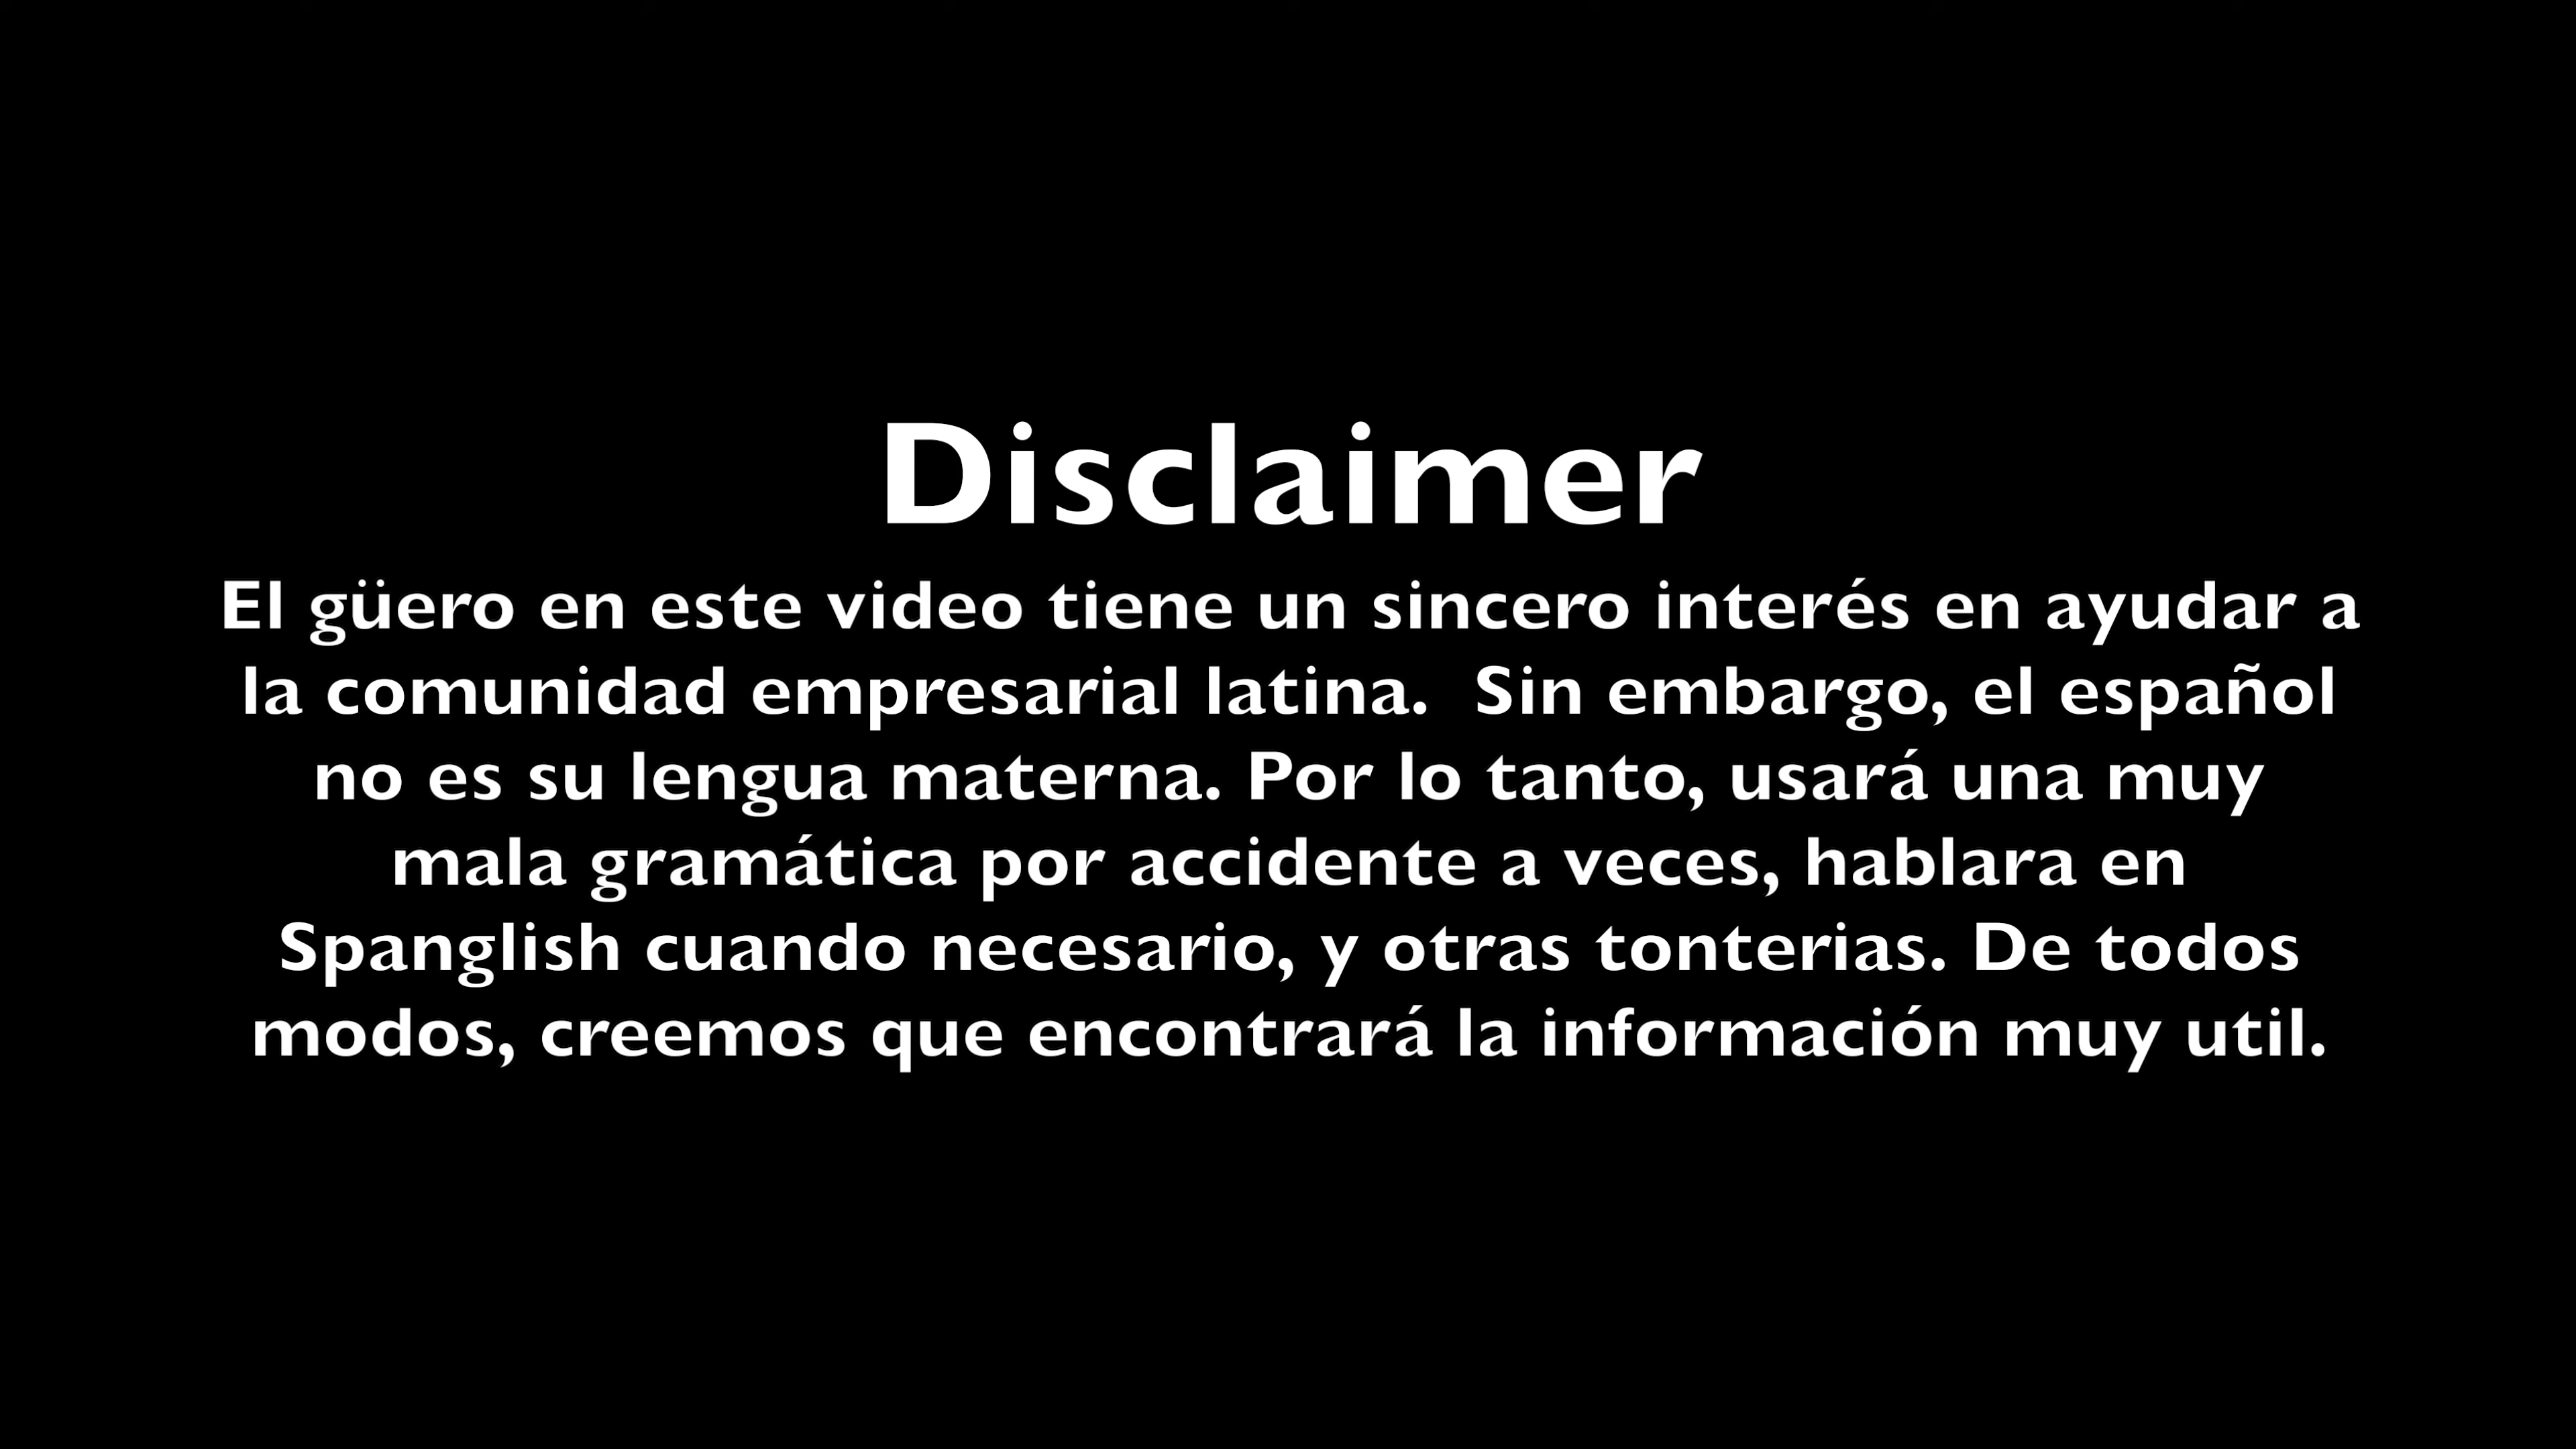 Disclaimer
El güero en este video tiene un sincero interés en ayudar a
la comunidad empresarial latina.  Sin embargo, el español
no es su lengua materna. Por lo tanto, usará una muy
mala gramática por accidente a veces, hablara en
Spanglish cuando necesario, y otras tonterias. De todos
modos, creemos que encontrará la información muy util.